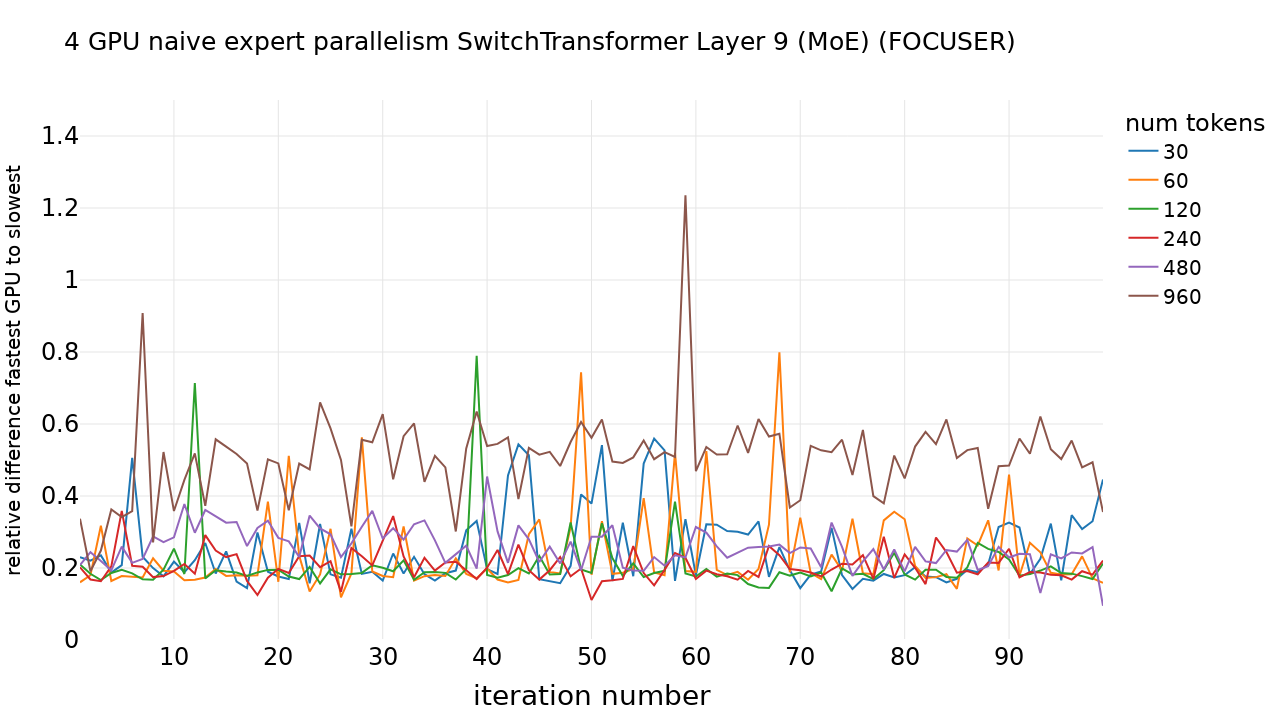 4 GPU naive expert parallelism SwitchTransformer Layer 9 (MoE) (FOCUSER)
relative difference fastest GPU to slowest
1.4
1.2
1
0.8
0.6
0.4
0.2
0
10 20 30 40 50 60 70 80 90
iteration number
num tokens
30
60
120
240
480
960